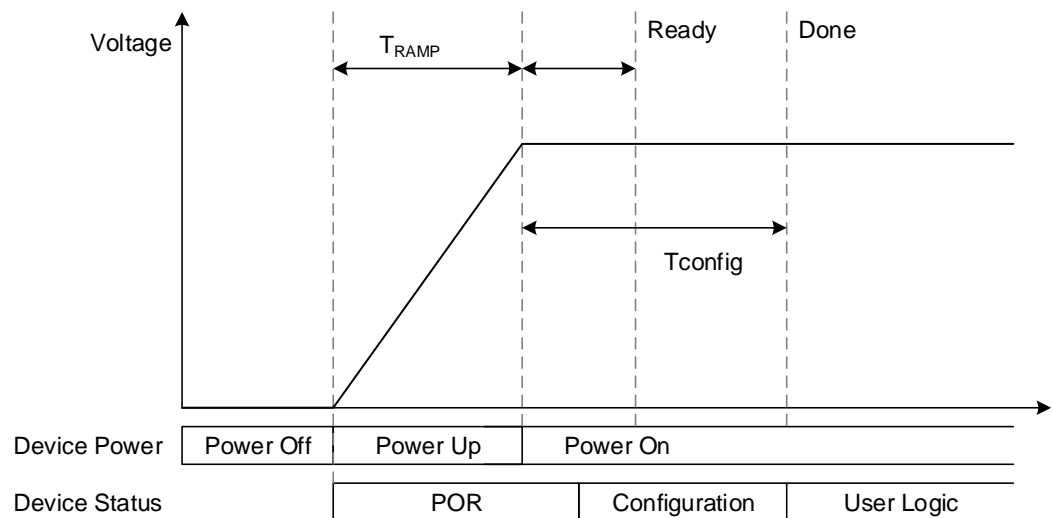 Voltage
T_RAMP
Ready
Done
Tconfig
Device Power Power Off Power Up Power On
Device Status POR Configuration User Logic